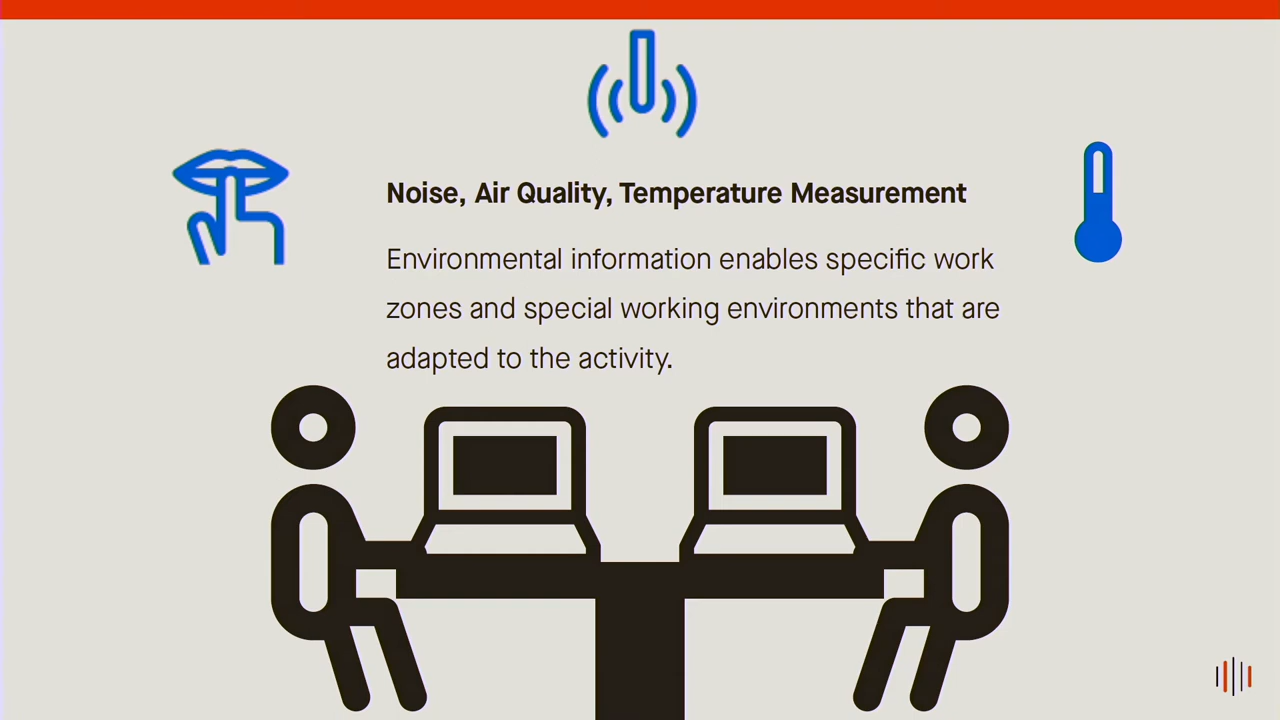 Noise, Air Quality, Temperature Measurement
Environmental information enables specific work
zones and special working environments that are
adapted to the activity.